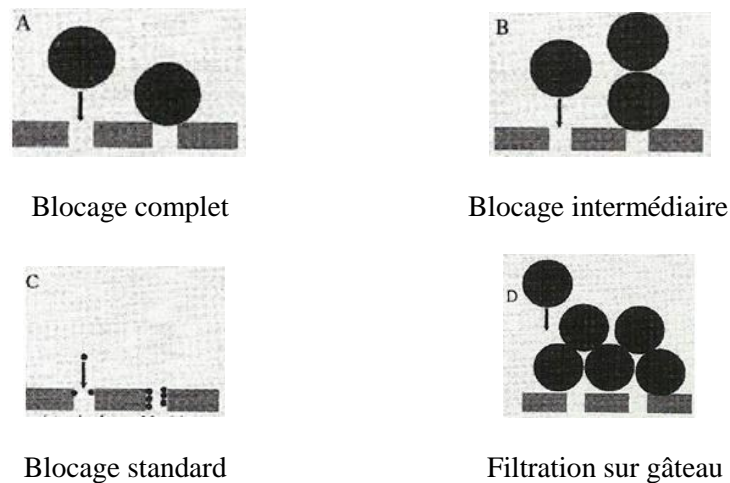 A
B
Blocage complet
Blocage intermédiaire
C
D
Blocage standard
Filtration sur gâteau